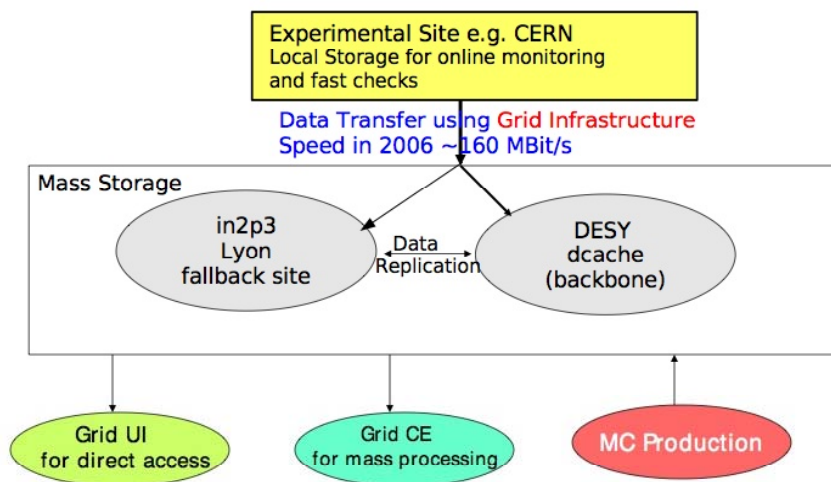 Experimental Site e.g. CERN
Local Storage for online monitoring
and fast checks
Data Transfer using Grid Infrastructure
Speed in 2006 ~160 MBit/s
Mass Storage
in2p3
Lyon
fallback site
Data
Replication
DESY
dcache
(backbone)
Grid UI
for direct access
Grid CE
for mass processing
MC Production